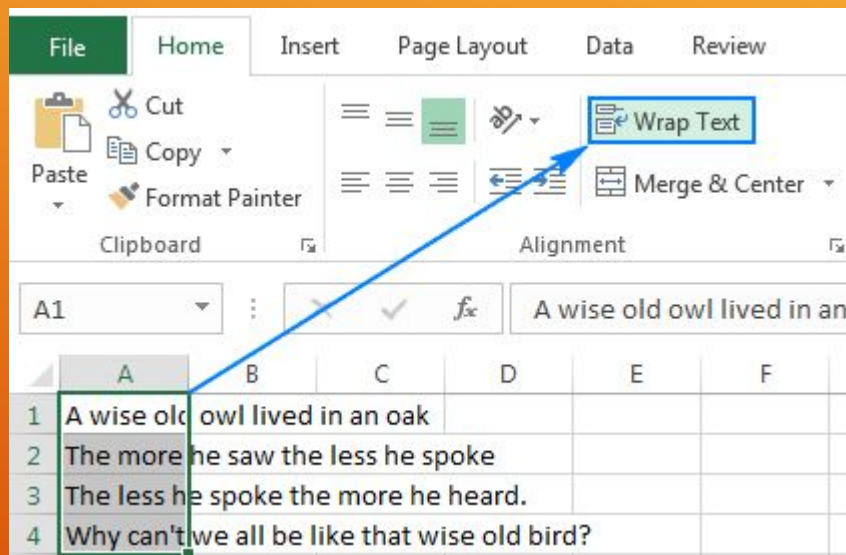 File Home Insert Page Layout Data Review
Cut
Copy
Paste
Format Painter
Wrap Text
Merge & Center
Clipboard Alignment
A1 fx A wise old owl lived in an
A B C D E F
1 A wise old owl lived in an oak
2 The more he saw the less he spoke
3 The less he spoke the more he heard.
4 Why can't we all be like that wise old bird?